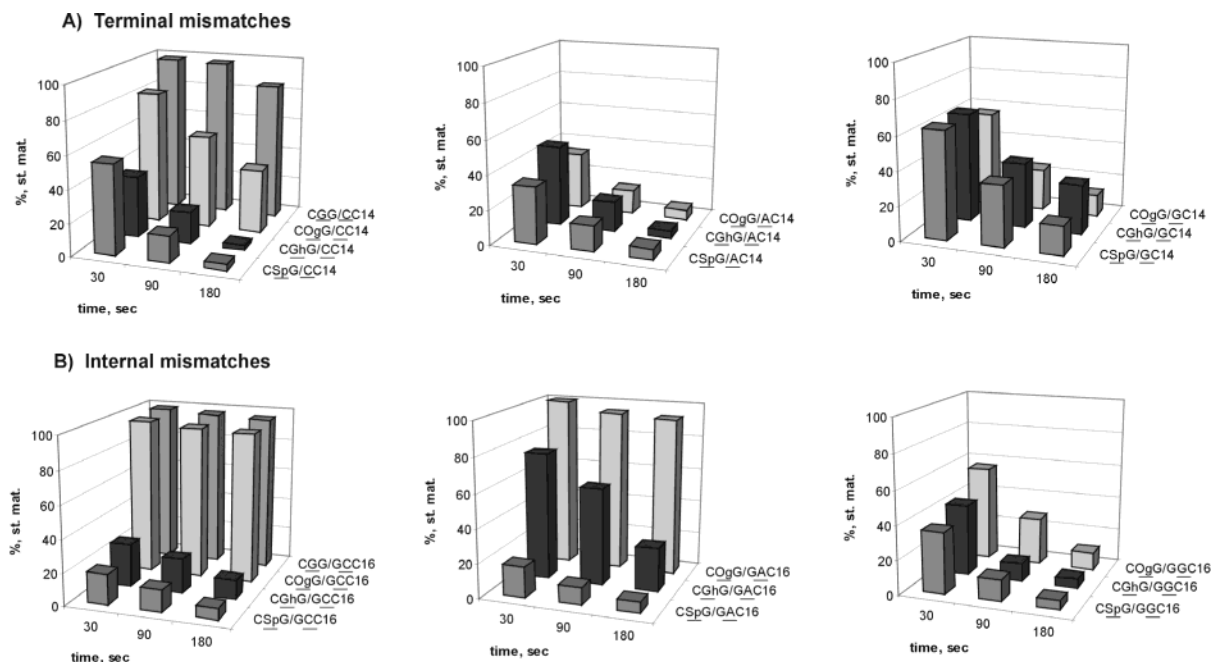 A) Terminal mismatches
%, st. mat.
100
80
60
40
20
0
30
90
180
time, sec
CGG/CC14
COgG/CC14
CGhG/CC14
CSpG/CC14
%, st. mat.
100
80
60
40
20
0
30
90
180
time, sec
COgG/AC14
CGhG/AC14
CSpG/AC14
%, st. mat.
100
80
60
40
20
0
30
90
180
time, sec
COgG/GC14
CGhG/GC14
CSpG/GC14
B) Internal mismatches
%, st. mat.
100
80
60
40
20
0
30
90
180
time, sec
CGG/GCC16
COgG/GCC16
CGhG/GCC16
CSpG/GCC16
%, st. mat.
100
80
60
40
20
0
30
90
180
time, sec
COgG/GAC16
CGhG/GAC16
CSpG/GAC16
%, st. mat.
100
80
60
40
20
0
30
90
180
time, sec
COgG/GGC16
CGhG/GGC16
CSpG/GGC16